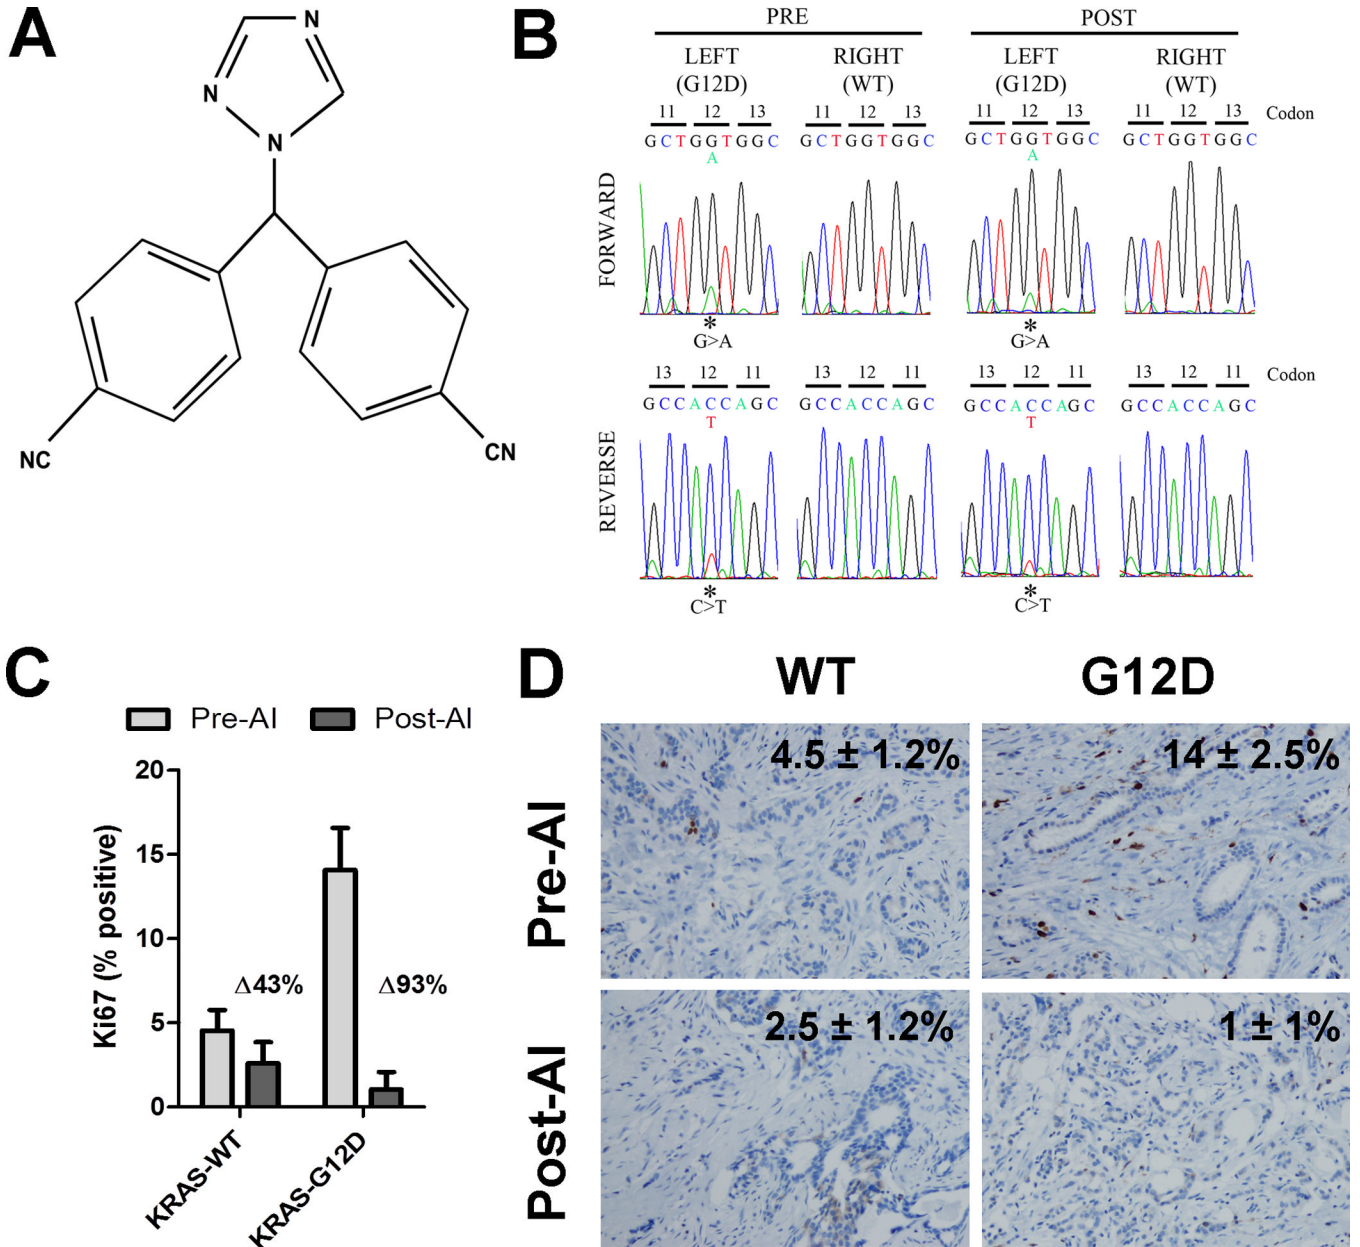 A
N
N
N
NC
CN
B
PRE POST
LEFT RIGHT LEFT RIGHT
(G12D) (WT) (G12D) (WT)
11 12 13 11 12 13 11 12 13 11 12 13 Codon
GCTGGTGGC GCTGGTGGC GCTGGTGGC GCTGGTGGC
A A
FORWARD
* *
G>A G>A
13 12 11 13 12 11 13 12 11 13 12 11 Codon
GCCACCAGC GCCACCAGC GCCACCAGC GCCACCAGC
T T
REVERSE
* *
C>T C>T
C
Pre-AI Post-AI
Ki67 (% positive)
20
15
10
5
0
Δ43% Δ93%
KRAS-WT
KRAS-G12D
D
WT G12D
Pre-AI
4.5 ± 1.2% 14 ± 2.5%
Post-AI
2.5 ± 1.2% 1 ± 1%